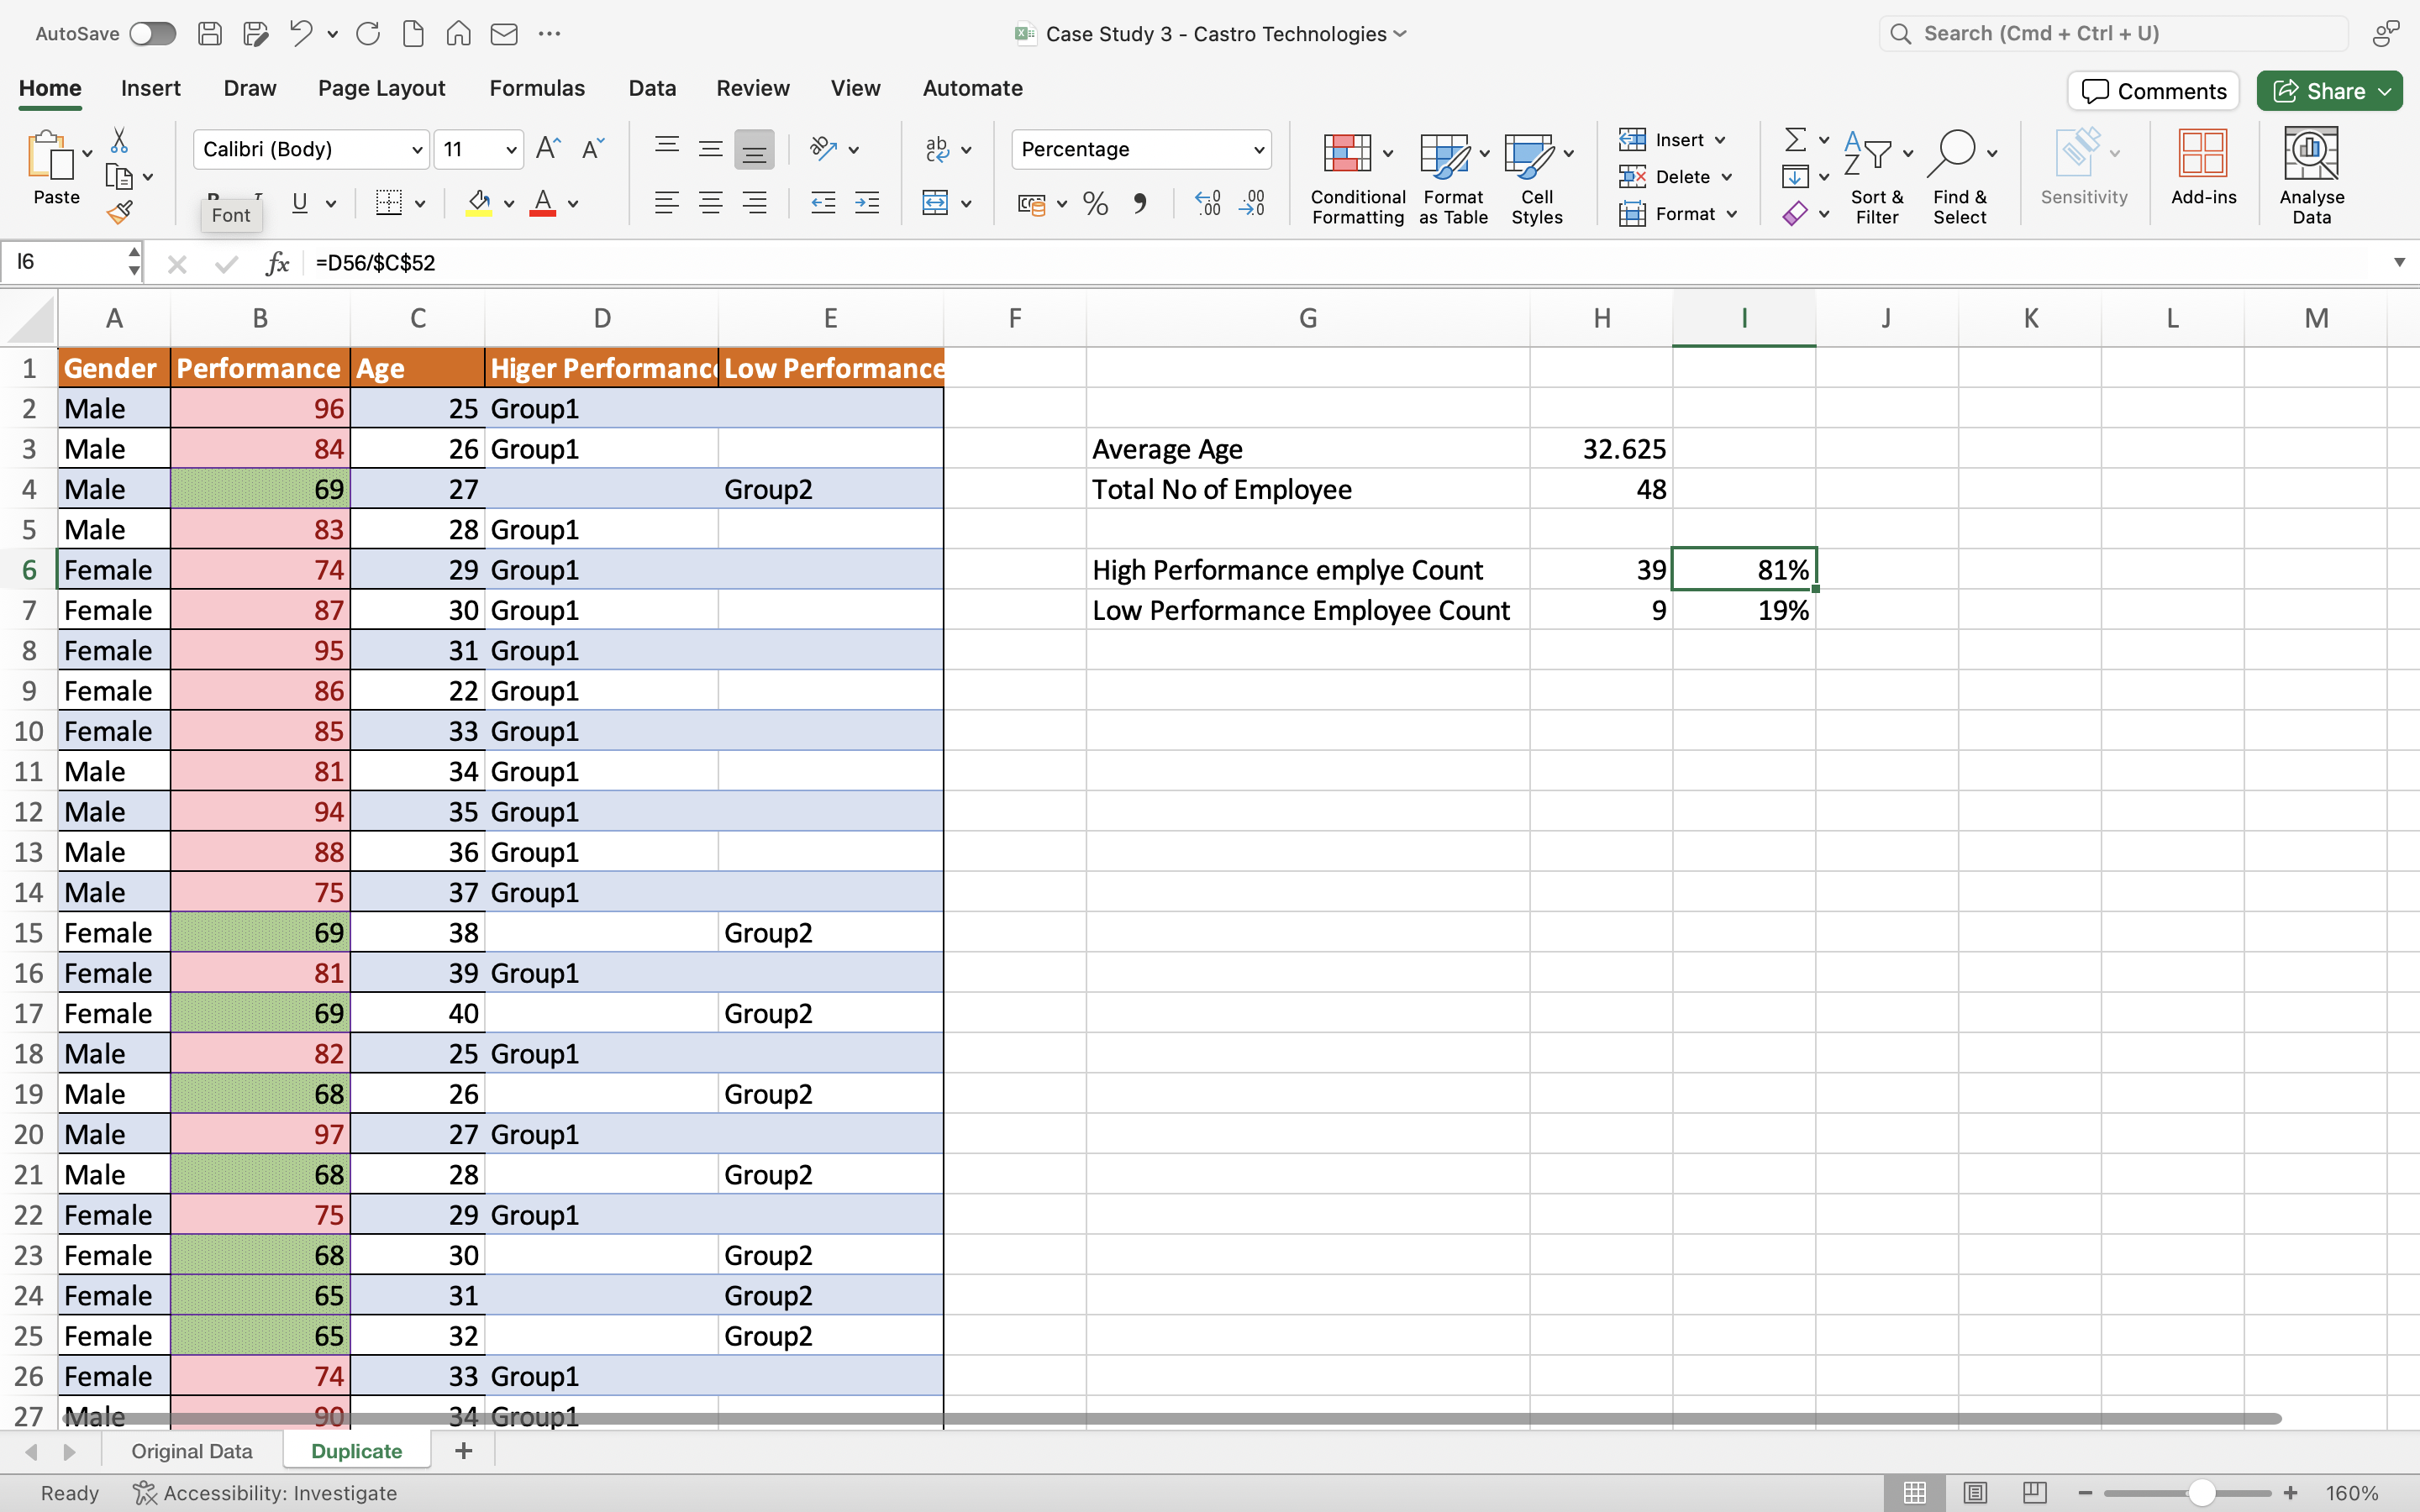 AutoSave
Case Study 3 - Castro Technologies
Search (Cmd + Ctrl + U)
Home Insert Draw Page Layout Formulas Data Review View Automate
Comments Share
Paste
Calibri (Body) 11
U
Font
Percentage
Conditional Formatting
Format as Table
Cell Styles
Insert
Delete
Format
Sort & Filter
Find & Select
Sensitivity
Add-ins
Analyse Data
I6 fx =D56/$C$52
A B C D E F G H I J K L M
1 Gender Performance Age Higer Performanc Low Performance
2 Male 96 25 Group1
3 Male 84 26 Group1 Average Age 32.625
4 Male 69 27 Group2 Total No of Employee 48
5 Male 83 28 Group1
6 Female 74 29 Group1 High Performance emplye Count 39 81%
7 Female 87 30 Group1 Low Performance Employee Count 9 19%
8 Female 95 31 Group1
9 Female 86 22 Group1
10 Female 85 33 Group1
11 Male 81 34 Group1
12 Male 94 35 Group1
13 Male 88 36 Group1
14 Male 75 37 Group1
15 Female 69 38 Group2
16 Female 81 39 Group1
17 Female 69 40 Group2
18 Male 82 25 Group1
19 Male 68 26 Group2
20 Male 97 27 Group1
21 Male 68 28 Group2
22 Female 75 29 Group1
23 Female 68 30 Group2
24 Female 65 31 Group2
25 Female 65 32 Group2
26 Female 74 33 Group1
27 Male 90 34 Group1
Original Data Duplicate +
Ready Accessibility: Investigate 160%